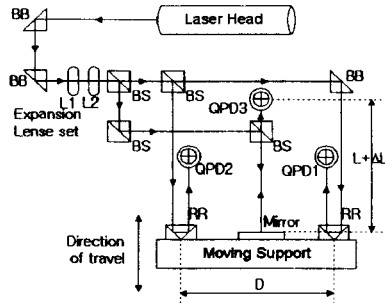 BB
Laser Head
BB
L1 L2
BS
BS
BB
Expansion
Lense set
BS
QPD3
BS
L+ΔL
QPD2
QPD1
RR
Mirror
RR
Direction
of travel
Moving Support
D